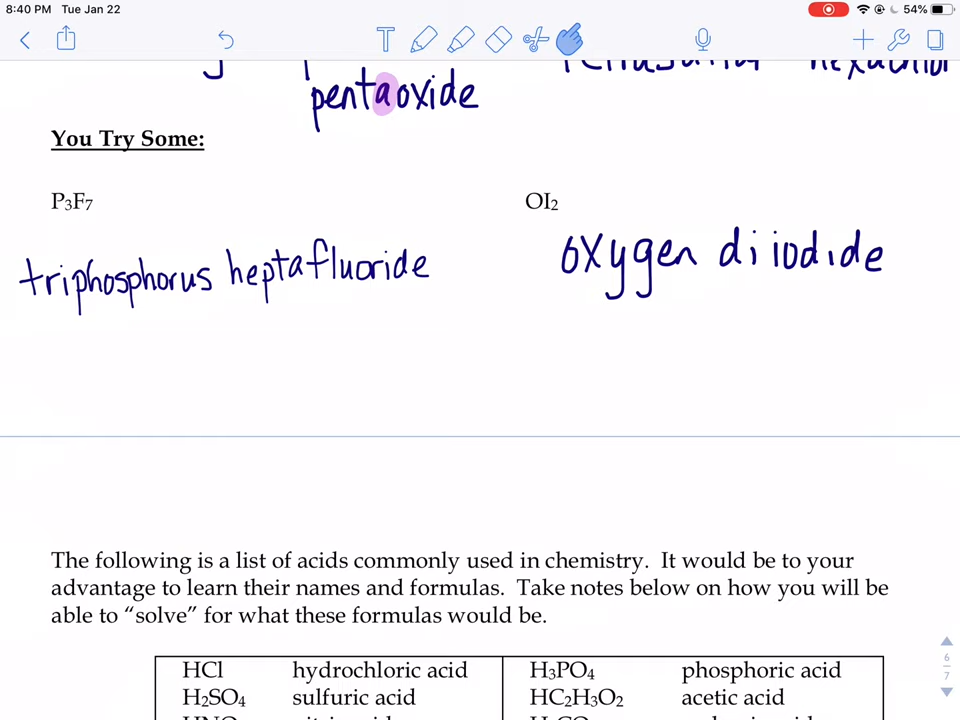 8:40 PM Tue Jan 22 54%
T
pentaoxide
You Try Some:
P3F7 OI2
triphosphorus heptafluoride oxygen diiodide
The following is a list of acids commonly used in chemistry. It would be to your
advantage to learn their names and formulas. Take notes below on how you will be
able to “solve” for what these formulas would be.
HCl hydrochloric acid H3PO4 phosphoric acid
H2SO4 sulfuric acid HC2H3O2 acetic acid
6
7